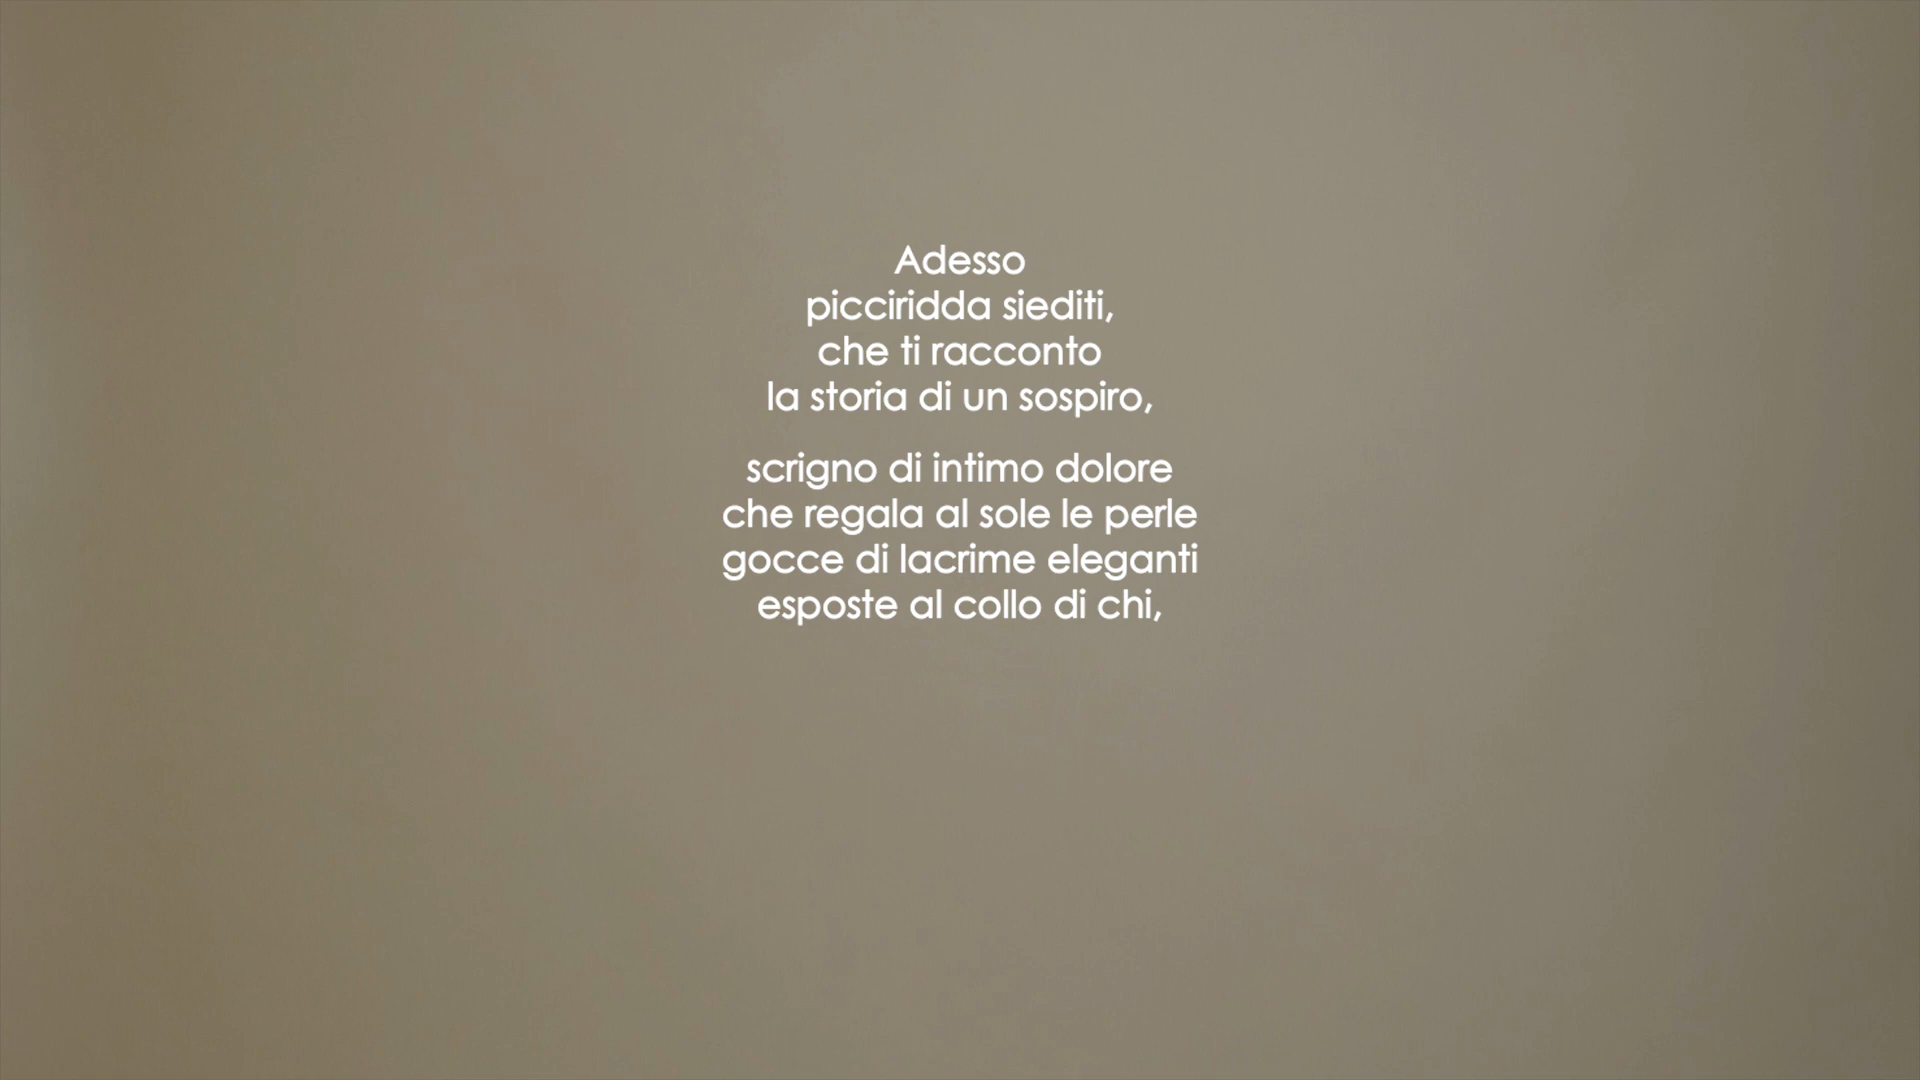 Adesso
picciridda siediti,
che ti racconto
la storia di un sospiro,
scrigno di intimo dolore
che regala al sole le perle
gocce di lacrime eleganti
esposte al collo di chi,